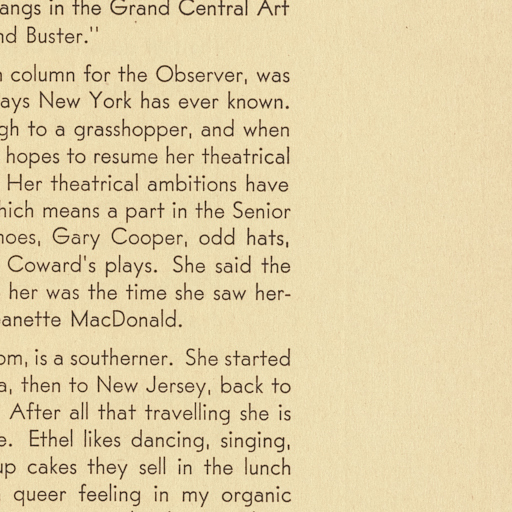 angs in the Grand Central Art
nd Buster."
column for the Observer, was
ays New York has ever known.
gh to a grasshopper, and when
hopes to resume her theatrical
Her theatrical ambitions have
hich means a part in the Senior
hoes, Gary Cooper, odd hats,
Coward's plays. She said the
her was the time she saw her-
eanette MacDonald.
om, is a southerner. She started
a, then to New Jersey, back to
After all that travelling she is
e. Ethel likes dancing, singing,
up cakes they sell in the lunch
queer feeling in my organic